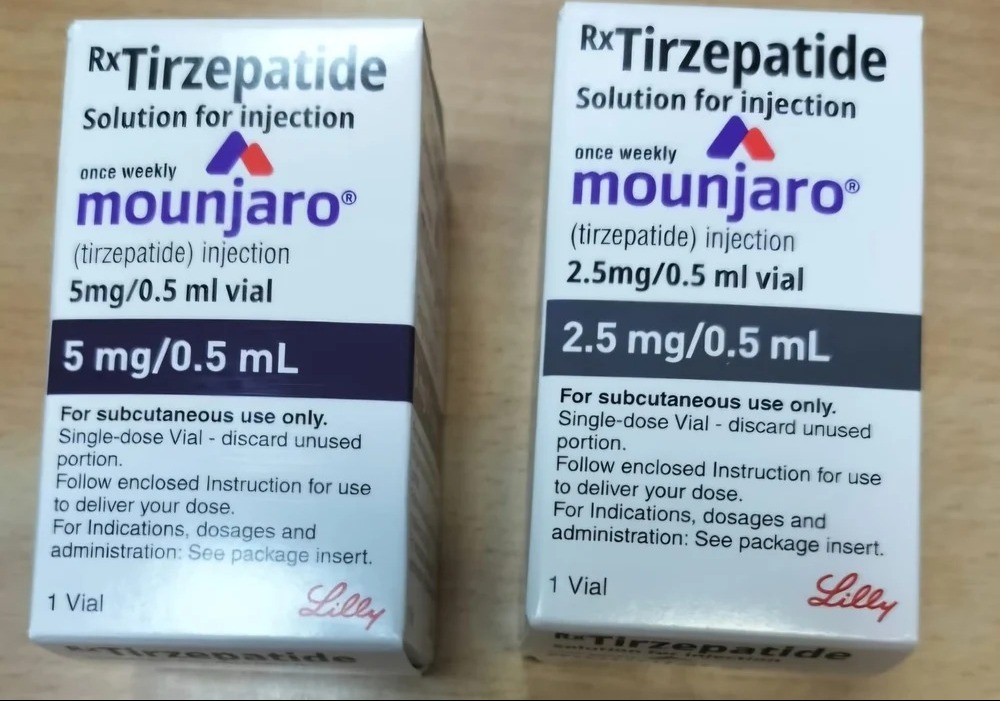 RxTirzepatide
Solution for injection
once weekly
mounjaro®
(tirzepatide) injection
5mg/0.5 ml vial
5 mg/0.5 mL
For subcutaneous use only.
Single-dose Vial - discard unused
portion.
Follow enclosed Instruction for use
to deliver your dose.
For Indications, dosages and
administration: See package insert.
1 Vial
Lilly
RxTirzepatide
RxTirzepatide
Solution for injection
once weekly
mounjaro®
(tirzepatide) injection
2.5mg/0.5 ml vial
2.5 mg/0.5 mL
For subcutaneous use only.
Single-dose Vial - discard unused
portion.
Follow enclosed Instruction for use
to deliver your dose.
For Indications, dosages and
administration: See package insert.
1 Vial
Lilly
RxTirzepatide
Solution for injection